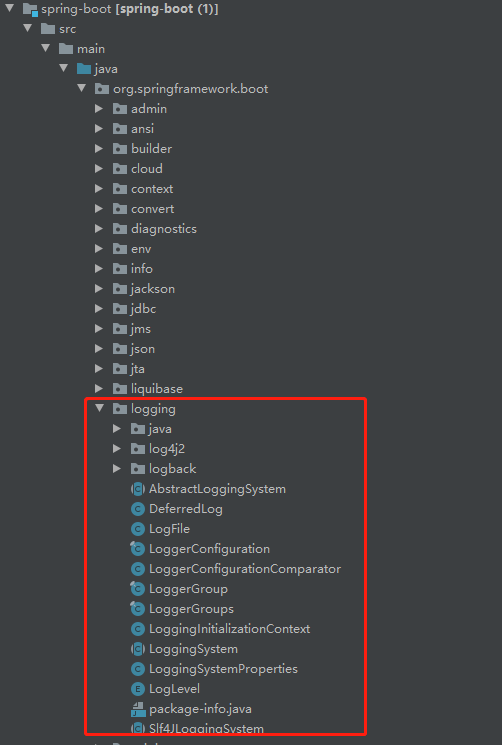 spring-boot [spring-boot (1)]
src
main
java
org.springframework.boot
admin
ansi
builder
cloud
context
convert
diagnostics
env
info
jackson
jdbc
jms
json
jta
liquibase
logging
java
log4j2
logback
AbstractLoggingSystem
DeferredLog
LogFile
LoggerConfiguration
LoggerConfigurationComparator
LoggerGroup
LoggerGroups
LoggingInitializationContext
LoggingSystem
LoggingSystemProperties
LogLevel
package-info.java
Slf4JLoggingSystem